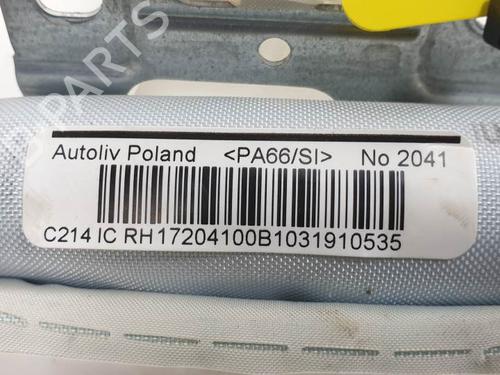 PARTS
Autoliv Poland <PA66/SI> No 2041
C214 IC RH17204100B1031910535